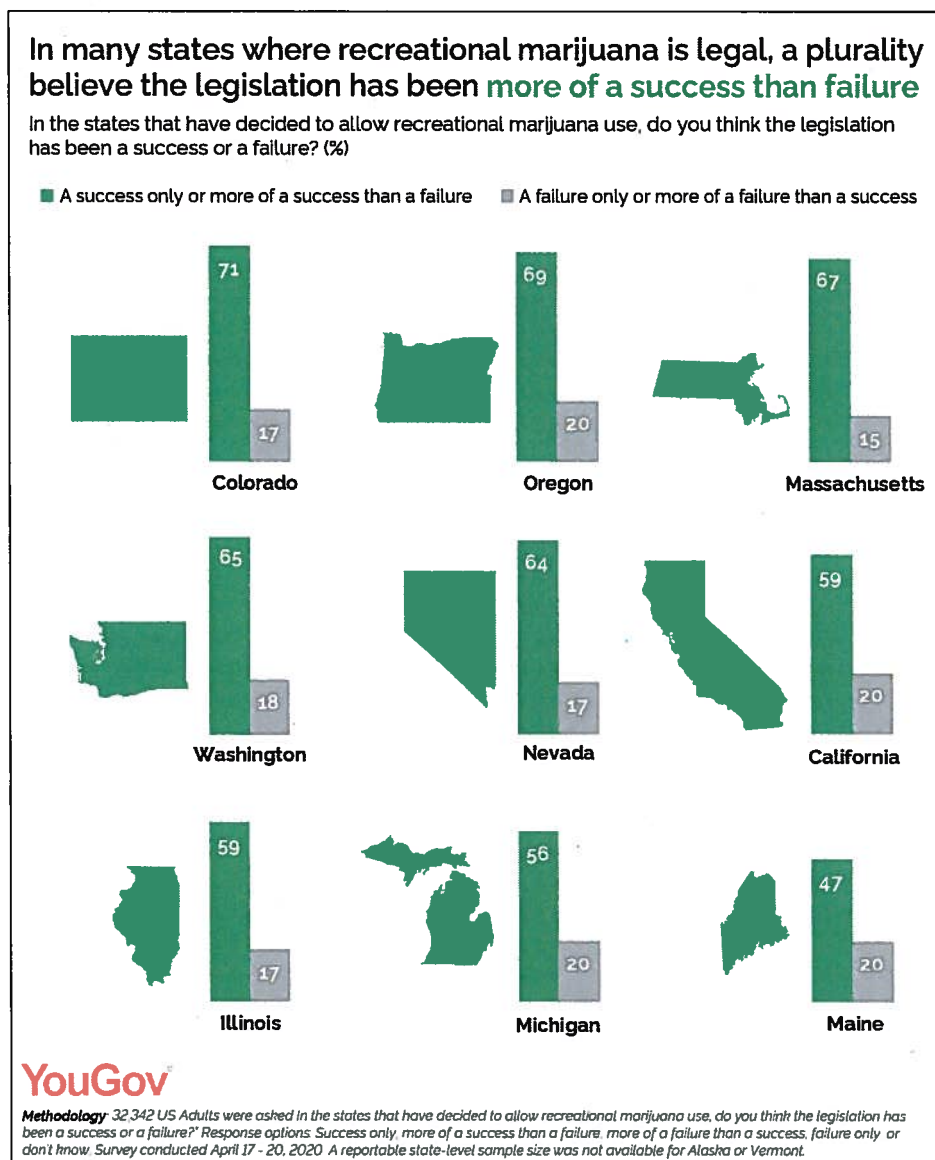 In many states where recreational marijuana is legal, a plurality
believe the legislation has been more of a success than failure
In the states that have decided to allow recreational marijuana use, do you think the legislation
has been a success or a failure? (%)
A success only or more of a success than a failure A failure only or more of a failure than a success
71 69 67
17 20 15
Colorado Oregon Massachusetts
65 64 59
18 17 20
Washington Nevada California
59 56 47
17 20 20
Illinois Michigan Maine
YouGov
Methodology 32,342 US Adults were asked In the states that have decided to allow recreational marijuana use, do you think the legislation has
been a success or a failure?" Response options Success only, more of a success than a failure, more of a failure than a success, failure only or
don't know. Survey conducted April 17 - 20, 2020 A reportable state-level sample size was not available for Alaska or Vermont